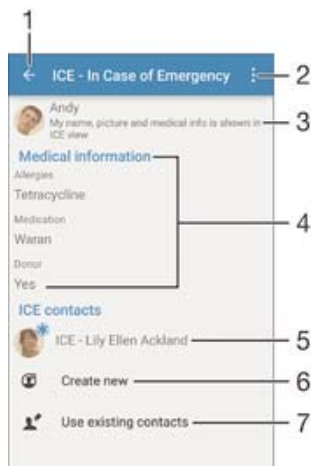 1
ICE - In Case of Emergency
2
Andy
My name, picture and medical info is shown in
ICE view
3
Medical information
Allergies
Tetracycline
Medication
Waran
4
Donor
Yes
ICE contacts
ICE - Lily Ellen Ackland
5
Create new
6
Use existing contacts
7